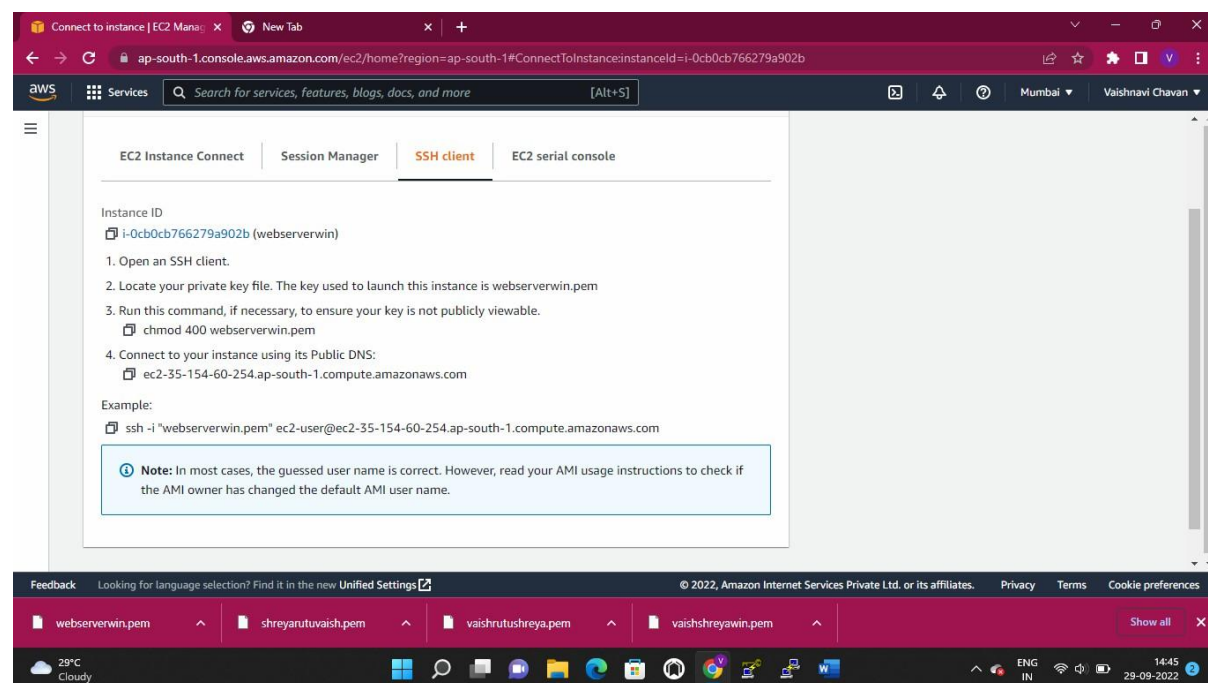 Connect to instance | EC2 Manag
New Tab
ap-south-1.console.aws.amazon.com/ec2/home?region=ap-south-1#ConnectToInstance:instanceId=i-0cb0cb766279a902b
V
aws
Services
Search for services, features, blogs, docs, and more
[Alt+S]
Mumbai
Vaishnavi Chavan
EC2 Instance Connect
Session Manager
SSH client
EC2 serial console
Instance ID
i-0cb0cb766279a902b (webserverwin)
1. Open an SSH client.
2. Locate your private key file. The key used to launch this instance is webserverwin.pem
3. Run this command, if necessary, to ensure your key is not publicly viewable.
chmod 400 webserverwin.pem
4. Connect to your instance using its Public DNS:
ec2-35-154-60-254.ap-south-1.compute.amazonaws.com
Example:
ssh -i "webserverwin.pem" ec2-user@ec2-35-154-60-254.ap-south-1.compute.amazonaws.com
Note: In most cases, the guessed user name is correct. However, read your AMI usage instructions to check if
the AMI owner has changed the default AMI user name.
Feedback
Looking for language selection? Find it in the new Unified Settings
© 2022, Amazon Internet Services Private Ltd. or its affiliates.
Privacy
Terms
Cookie preferences
webserverwin.pem
shreyarutuvaish.pem
vaishrutushreya.pem
vaishshreyawin.pem
Show all
29°C
Cloudy
ENG
IN
14:45
29-09-2022
2